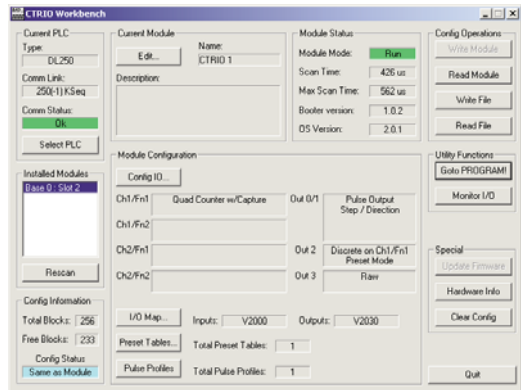 CTRIO Workbench
Current PLC
Type:
DL250
Comm Link:
250(-1) KSeq
Comm Status:
Ok
Select PLC
Installed Modules
Base 0 : Slot 2
Rescan
Config Information
Total Blocks: 256
Free Blocks: 233
Config Status
Same as Module
Current Module
Edit...
Name:
CTRIO 1
Description:
Module Status
Module Mode: Run
Scan Time: 426 us
Max Scan Time: 562 us
Booter version: 1.0.2
OS Version: 2.0.1
Module Configuration
Config IO...
Ch1/Fn1 Quad Counter w/Capture
Out 0/1 Pulse Output
Step / Direction
Ch1/Fn2
Ch2/Fn1
Out 2 Discrete on Ch1/Fn1
Preset Mode
Ch2/Fn2
Out 3 Raw
I/O Map...
Inputs: V2000
Outputs: V2030
Preset Tables...
Total Preset Tables: 1
Pulse Profiles
Total Pulse Profiles: 1
Config Operations
Write Module
Read Module
Write File
Read File
Utility Functions
Goto PROGRAM!
Monitor I/O
Special
Update Firmware
Hardware Info
Clear Config
Quit